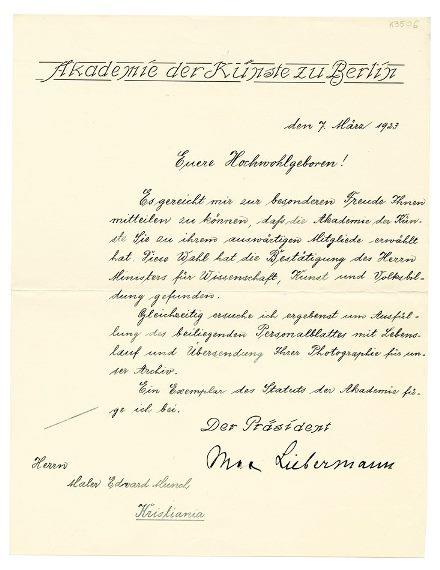 K3506
Akademie der Künste zu Berlin
den 7. März 1923
Euere Hochwohlgeboren!
Es gereicht mir zur besonderen Freude Ihnen
mitteilen zu können, daß die Akademie der Kün-
ste Sie zu ihrem auswärtigen Mitgliede erwählt
hat. Diese Wahl hat die Bestätigung des Herrn
Ministers für Wissenschaft, Kunst und Volksbil-
dung gefunden.
Gleichzeitig ersuche ich ergebenst um Ausfül-
lung des beiliegenden Personalblattes mit Lebens-
lauf und Übersendung Ihrer Photographie für un-
ser Archiv.
Ein Exemplar des Statuts der Akademie fü-
ge ich bei.
Der Präsident
Max Liebermann
Herrn
Maler Edvard Munch
Kristiania